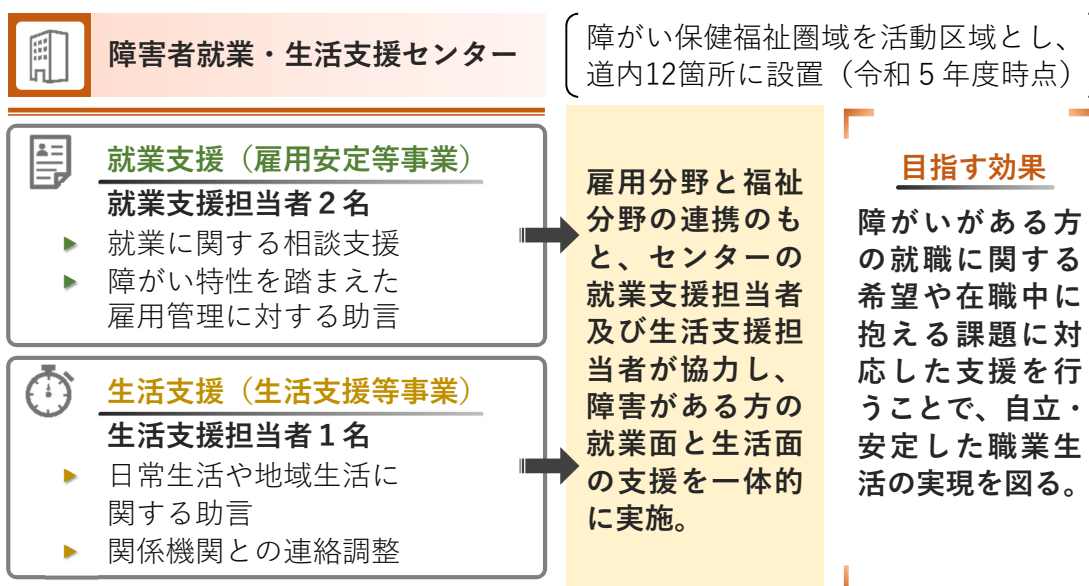 障害者就業・生活支援センター
障がい保健福祉圏域を活動区域とし、
道内12箇所に設置（令和５年度時点）
就業支援（雇用安定等事業）
就業支援担当者２名
▶ 就業に関する相談支援
▶ 障がい特性を踏まえた
雇用管理に対する助言
生活支援（生活支援等事業）
生活支援担当者１名
▶ 日常生活や地域生活に
関する助言
▶ 関係機関との連絡調整
雇用分野と福祉
分野の連携のも
と、センターの
就業支援担当者
及び生活支援担
当者が協力し、
障害がある方の
就業面と生活面
の支援を一体的
に実施。
目指す効果
障がいがある方
の就職に関する
希望や在職中に
抱える課題に対
応した支援を行
うことで、自立・
安定した職業生
活の実現を図る。